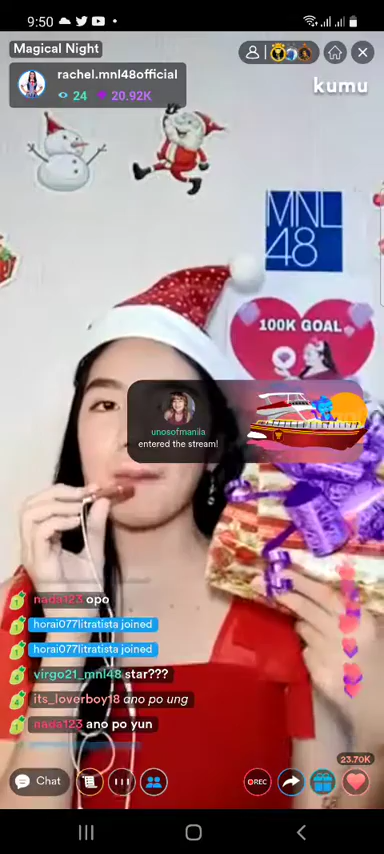 9:50
Magical Night
rachel.mnl48official
24 20.92K
kumu
MNL
48
100K GOAL
unosofmanila
entered the stream!
nada123 opo
horai077litratista joined
horai077litratista joined
virgo21_mnl48 star???
its_loverboy18 ano po ung
nada123 ano po yun
23.70K
Chat
REC